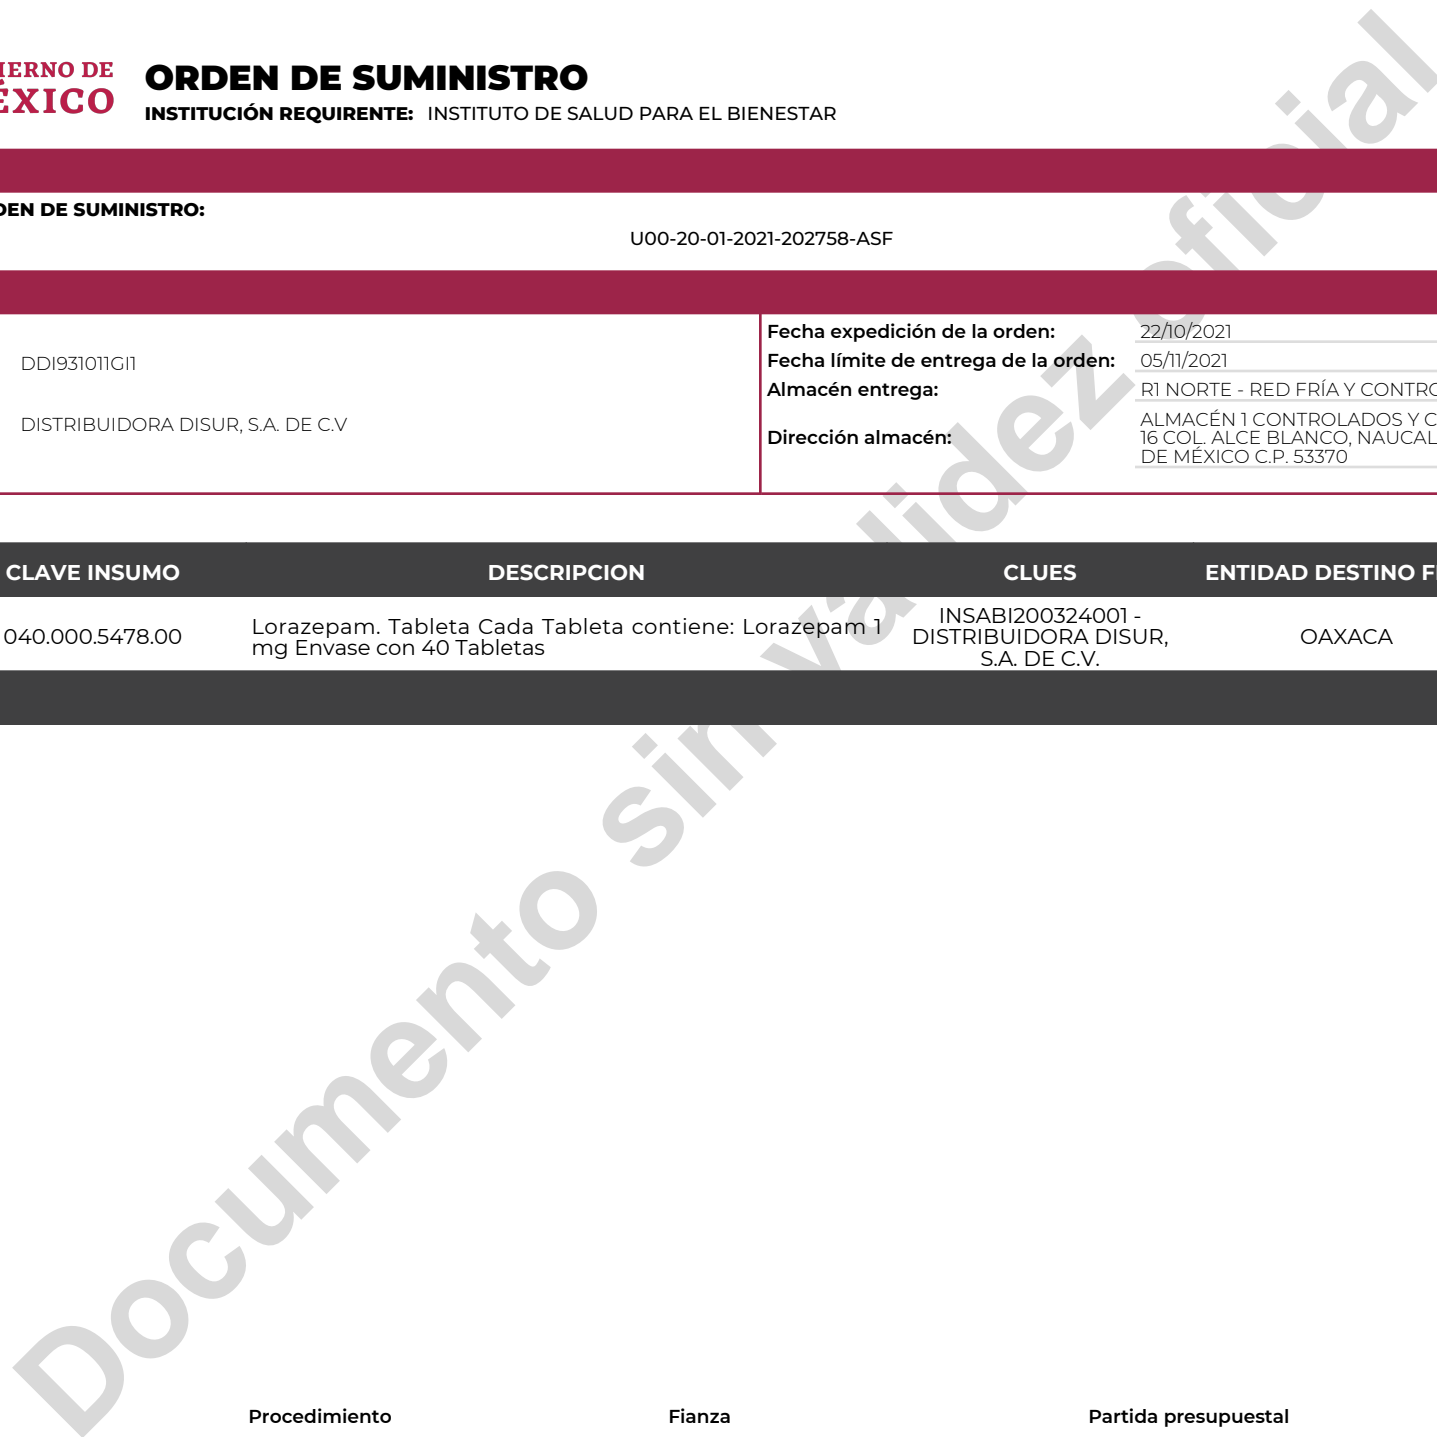 IERNO DE
ÉXICO
ORDEN DE SUMINISTRO
INSTITUCIÓN REQUIRENTE: INSTITUTO DE SALUD PARA EL BIENESTAR
DEN DE SUMINISTRO:
U00-20-01-2021-202758-ASF
DDI931011GI1
DISTRIBUIDORA DISUR, S.A. DE C.V
Fecha expedición de la orden: 22/10/2021
Fecha límite de entrega de la orden: 05/11/2021
Almacén entrega: R1 NORTE - RED FRÍA Y CONTRO
Dirección almacén:
ALMACÉN 1 CONTROLADOS Y C
16 COL. ALCE BLANCO, NAUCAL
DE MÉXICO C.P. 53370
CLAVE INSUMO DESCRIPCION CLUES ENTIDAD DESTINO F
040.000.5478.00
Lorazepam. Tableta Cada Tableta contiene: Lorazepam 1
mg Envase con 40 Tabletas
INSABI200324001 -
DISTRIBUIDORA DISUR,
S.A. DE C.V.
OAXACA
Documento sin validez oficial
Procedimiento Fianza Partida presupuestal